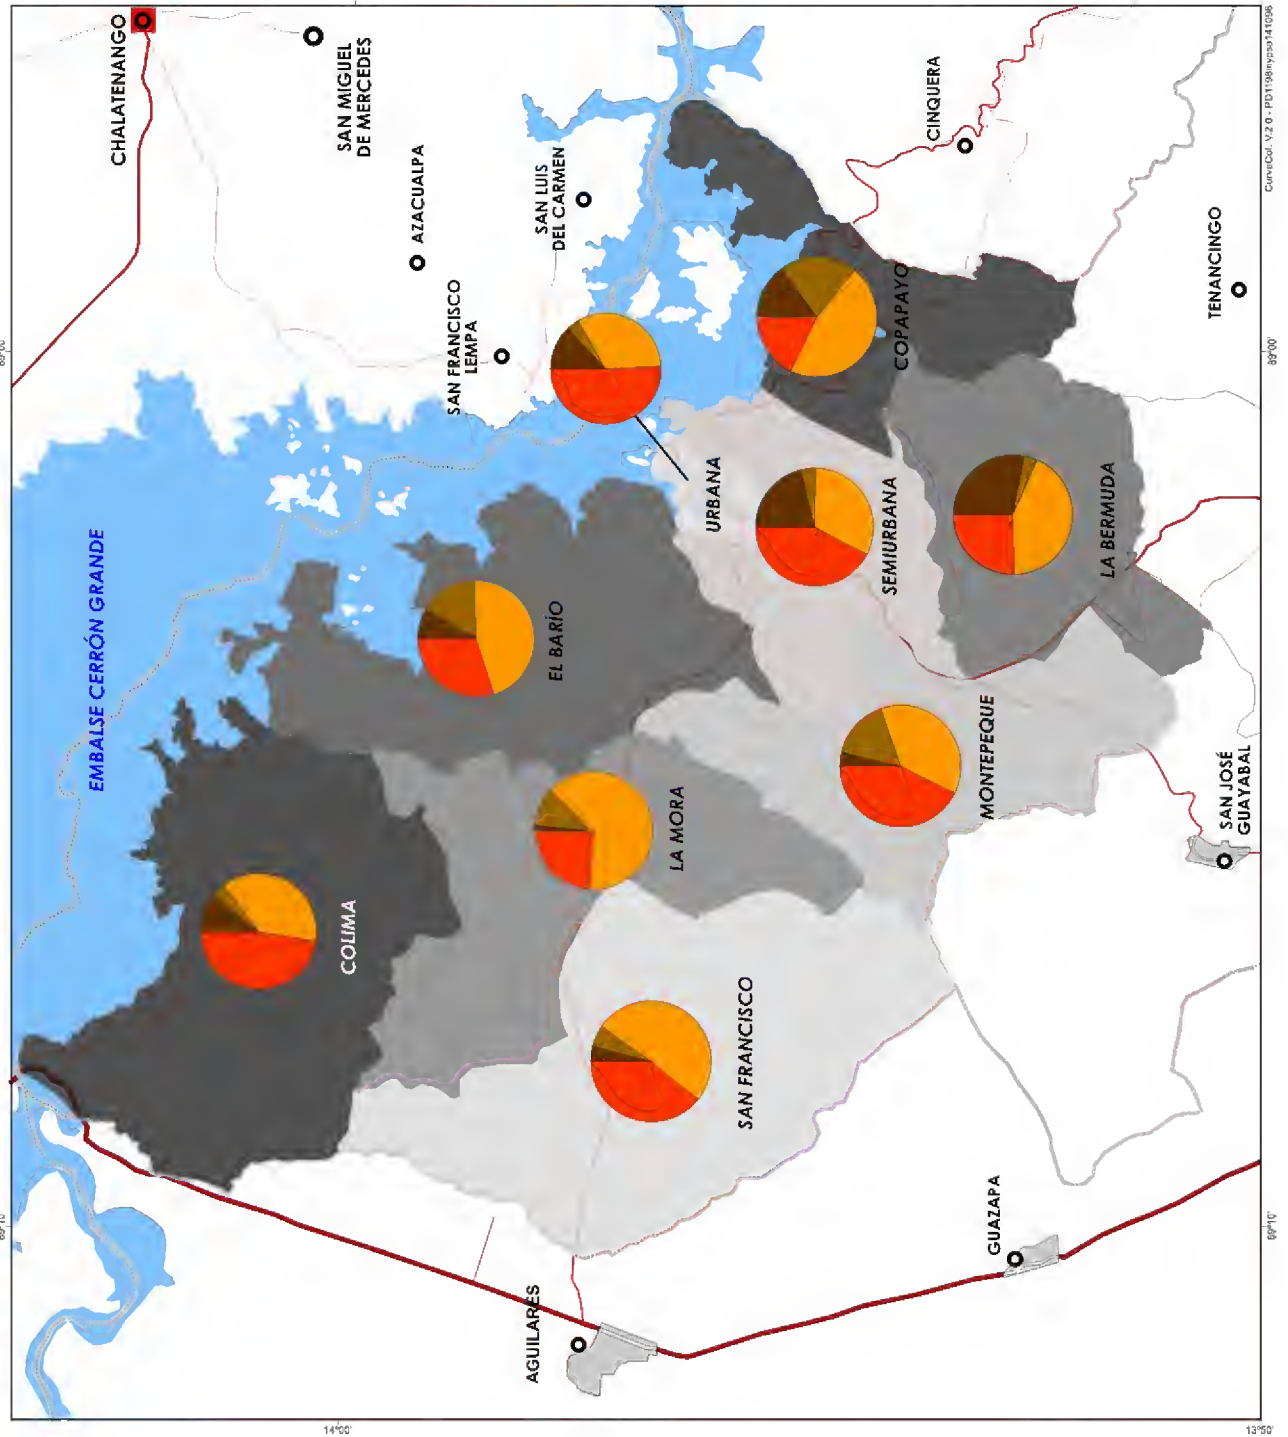 CHALATENANGO
SAN MIGUEL
DE MERCEDES
AZACUALPA
SAN LUIS
DEL CARMEN
CINQUERA
TENANCINGO
SAN FRANCISCO
LEMPA
COPAPAYO
EMBALSE CERRÓN GRANDE
URBANA
SEMIURBANA
LA BERMUDA
EL BARÍO
MONTEPEQUE
SAN JOSÉ
GUAYABAL
LA MORA
COLIMA
SAN FRANCISCO
GUAZAPA
AGUILARES
89°00'
89°10'
14°00'
13°50'